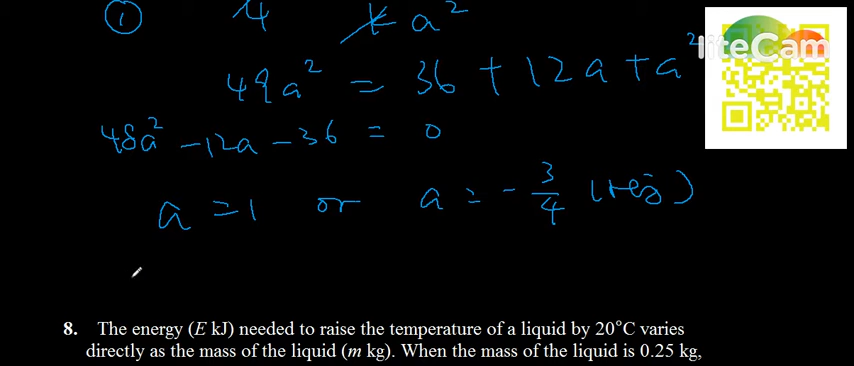 ① 4 t a²
49a² = 36 + 12a + a²
iteCam
48a² - 12a - 36 = 0
a = 1 or a = - 3/4 (rej)
8. The energy (E kJ) needed to raise the temperature of a liquid by 20°C varies
directly as the mass of the liquid (m kg). When the mass of the liquid is 0.25 kg,